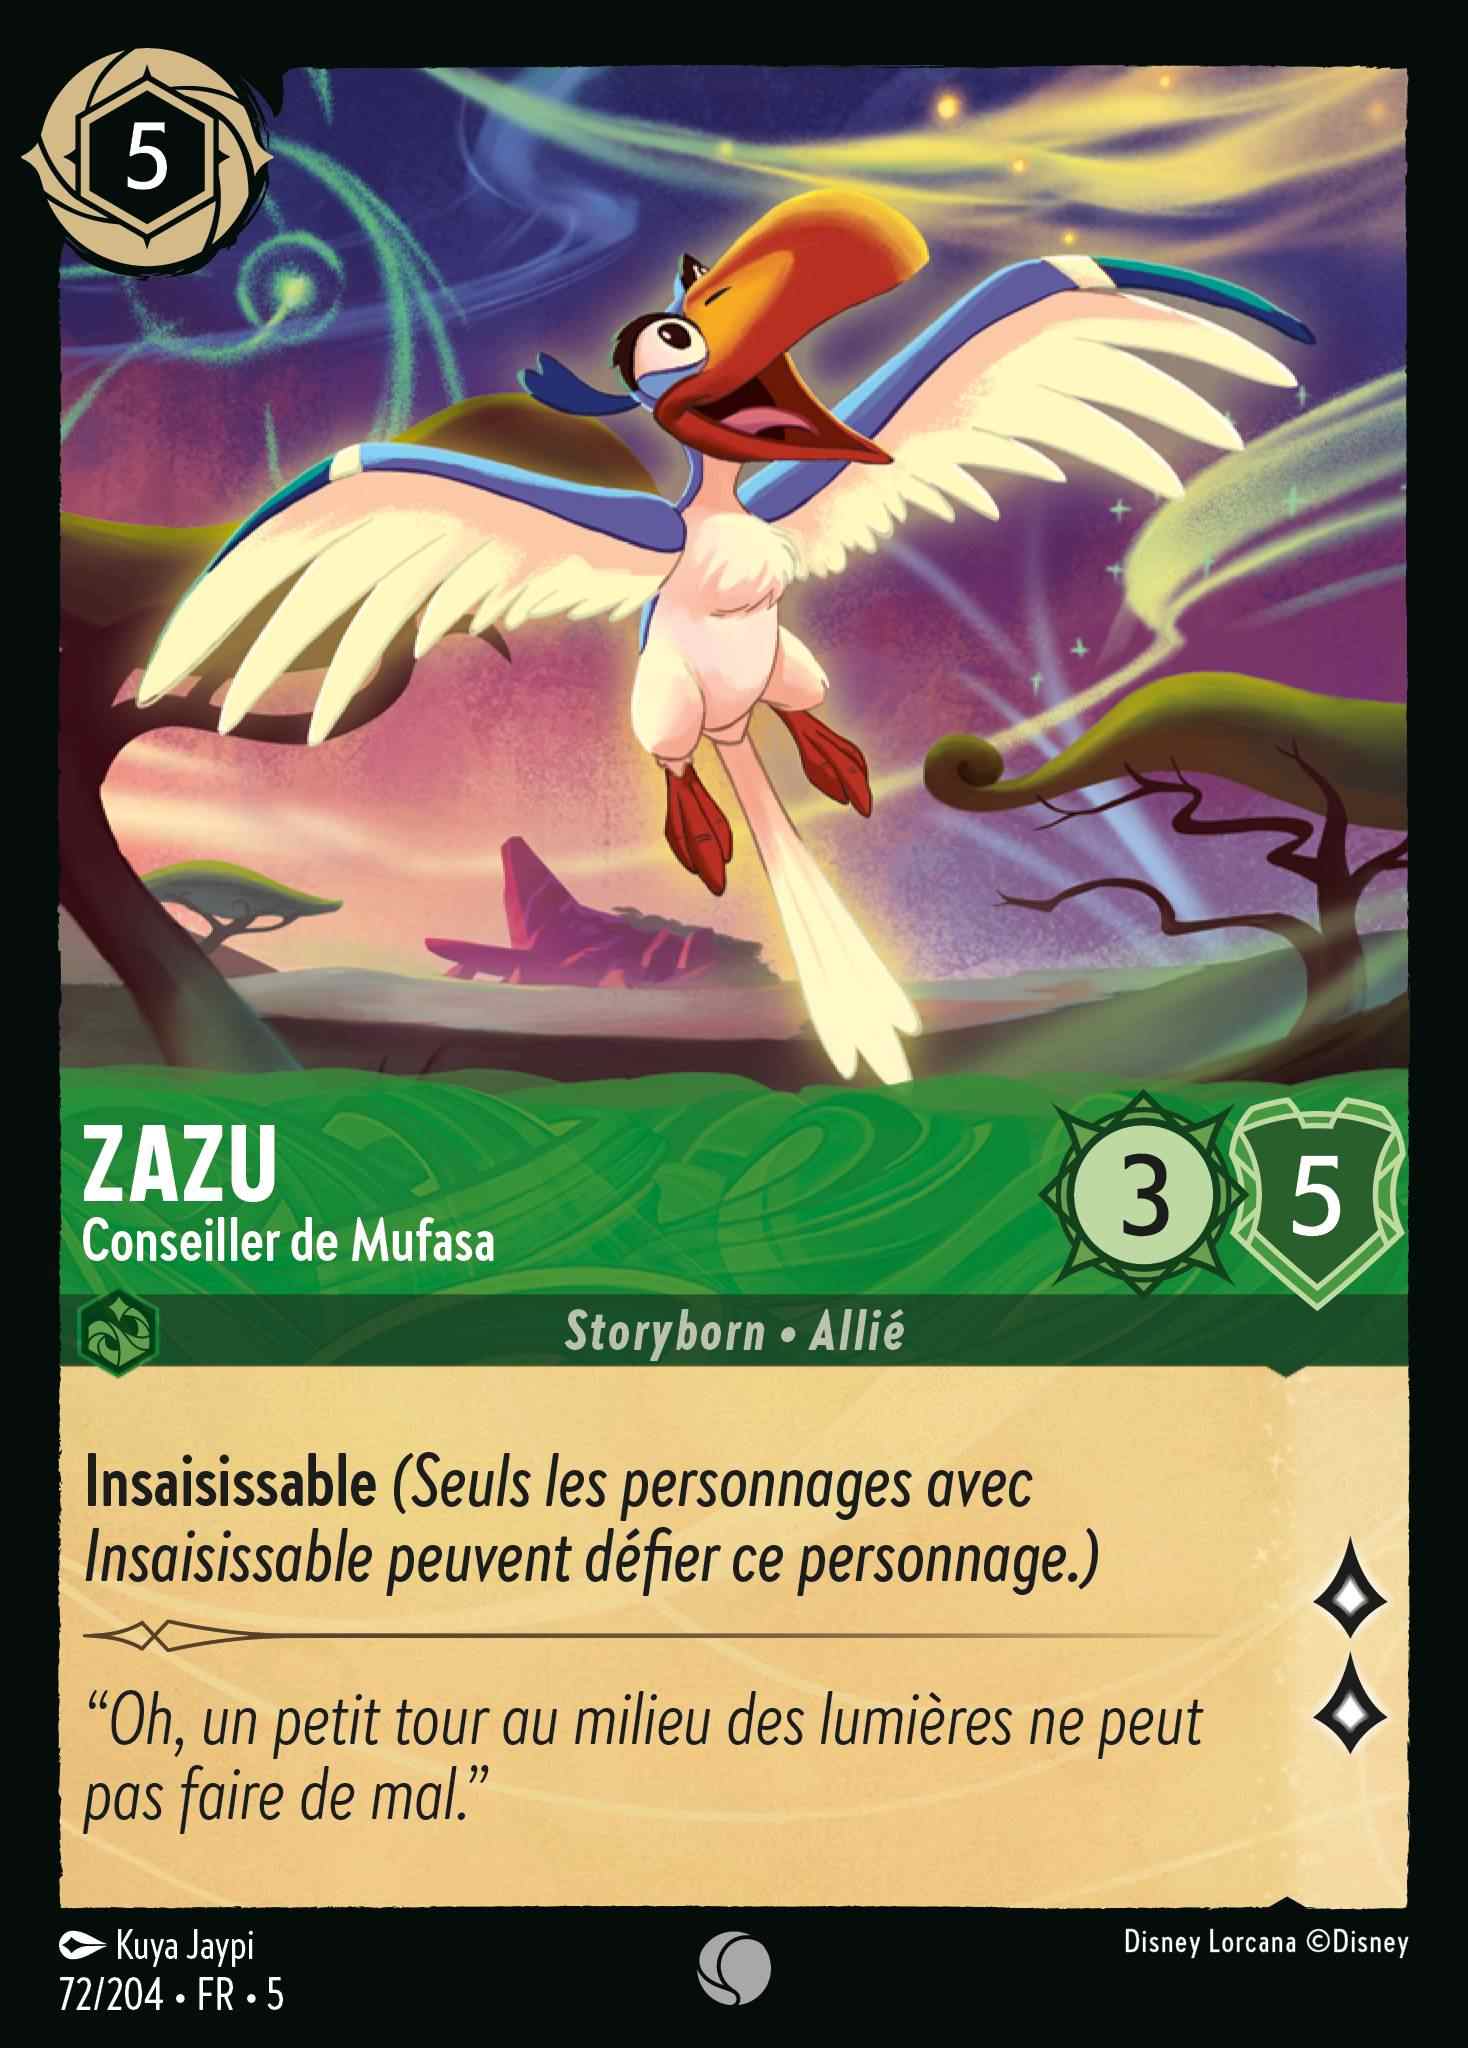 5
ZAZU
Conseiller de Mufasa
3
5
Storyborn • Allié
Insaisissable (Seuls les personnages avec
Insaisissable peuvent défier ce personnage.)
“Oh, un petit tour au milieu des lumières ne peut
pas faire de mal.”
Kuya Jaypi
Disney Lorcana ©Disney
72/204 • FR • 5